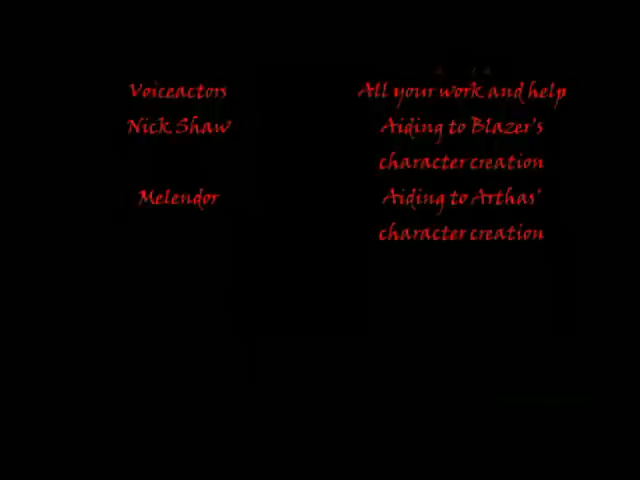 Voiceactors All your work and help
Nick Shaw Aiding to Blazer's
character creation
Melendor Aiding to Arthas'
character creation